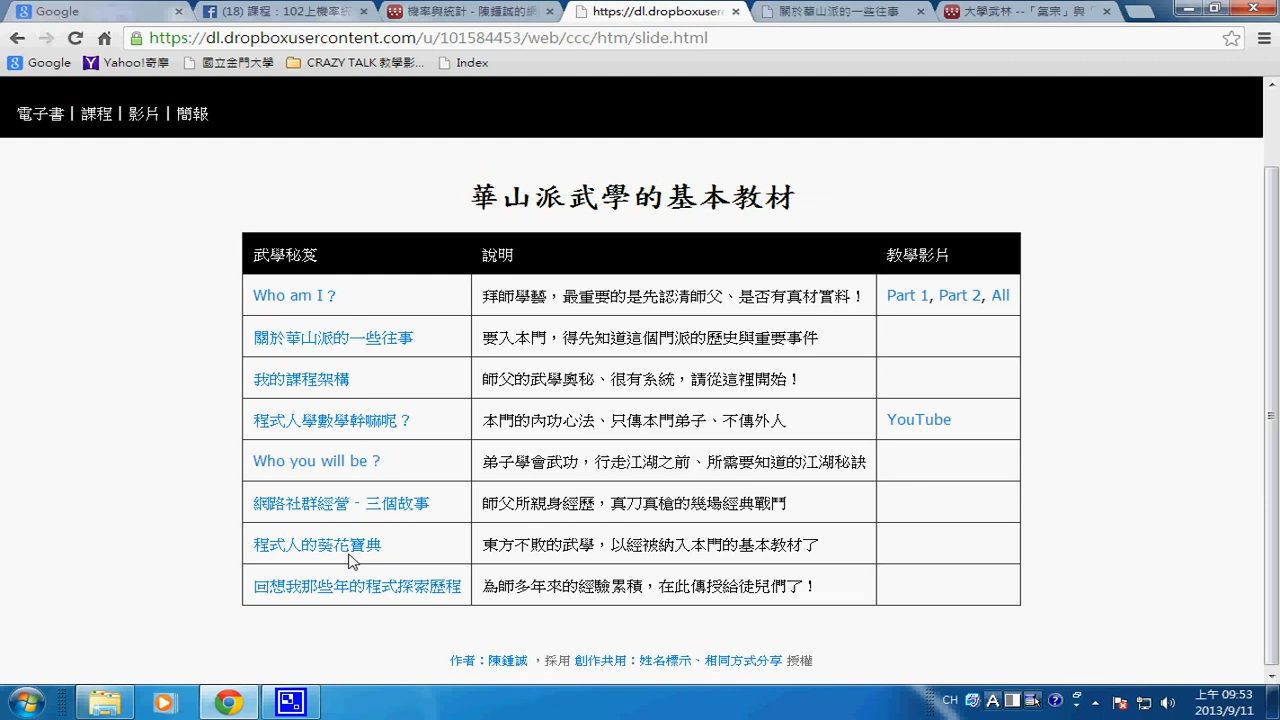 Google
(18) 課程：102上機率統
機率與統計 - 陳鍾誠的網
https://dl.dropboxuserc
關於華山派的一些往事
大學武林 --「氣宗」與「
https://dl.dropboxusercontent.com/u/101584453/web/ccc/htm/slide.html
Google
Yahoo!奇摩
國立金門大學
CRAZY TALK 教學影...
Index
電子書 | 課程 | 影片 | 簡報
華山派武學的基本教材
武學秘笈 說明 教學影片
Who am I？ 拜師學藝，最重要的是先認清師父、是否有真材實料！ Part 1, Part 2, All
關於華山派的一些往事 要入本門，得先知道這個門派的歷史與重要事件
我的課程架構 師父的武學奧秘、很有系統，請從這裡開始！
程式人學數學幹嘛呢？ 本門的內功心法、只傳本門弟子、不傳外人 YouTube
Who you will be ? 弟子學會武功，行走江湖之前、所需要知道的江湖秘訣
網路社群經營 - 三個故事 師父所親身經歷，真刀真槍的幾場經典戰鬥
程式人的葵花寶典 東方不敗的武學，以經被納入本門的基本教材了
回想我那些年的程式探索歷程 為師多年來的經驗累積，在此傳授給徒兒們了！
作者：陳鍾誠 ，採用 創作共用：姓名標示、相同方式分享 授權
CH
上午 09:53
2013/9/11